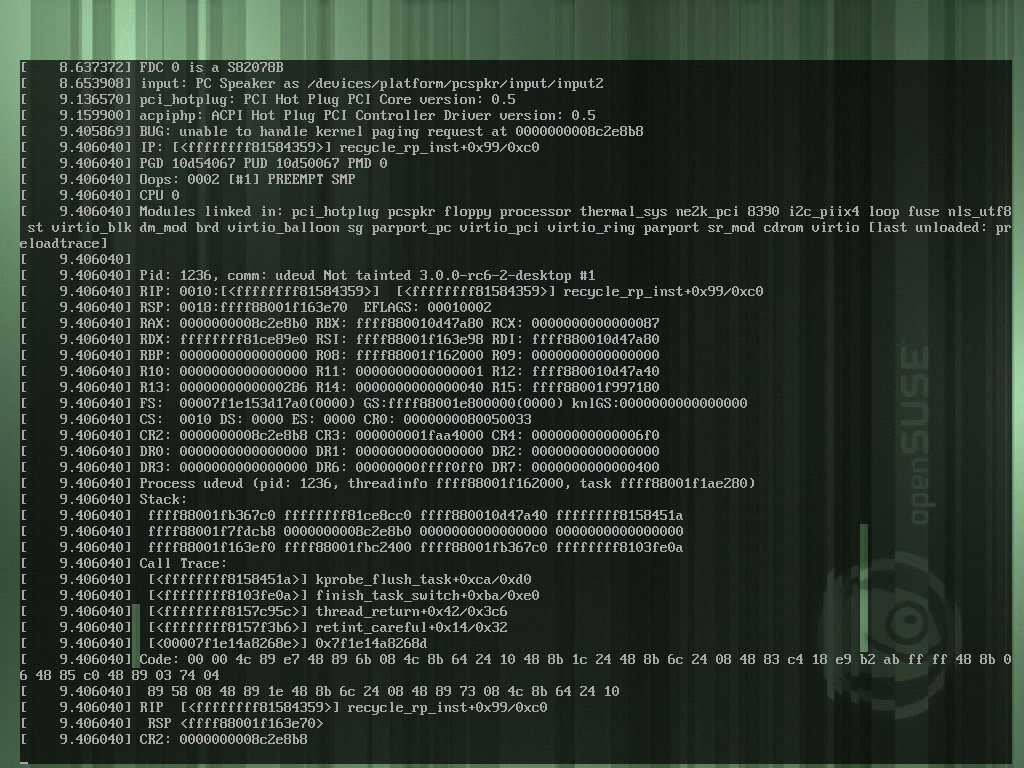 [    8.637372] FDC 0 is a S82078B
[    8.653908] input: PC Speaker as /devices/platform/pcspkr/input/input2
[    9.136570] pci_hotplug: PCI Hot Plug PCI Core version: 0.5
[    9.159900] acpiphp: ACPI Hot Plug PCI Controller Driver version: 0.5
[    9.405869] BUG: unable to handle kernel paging request at 0000000008c2e8b8
[    9.406040] IP: [<ffffffff81584359>] recycle_rp_inst+0x99/0xc0
[    9.406040] PGD 10d54067 PUD 10d50067 PMD 0
[    9.406040] Oops: 0002 [#1] PREEMPT SMP
[    9.406040] CPU 0
[    9.406040] Modules linked in: pci_hotplug pcspkr floppy processor thermal_sys ne2k_pci 8390 i2c_piix4 loop fuse nls_utf8
 st virtio_blk dm_mod brd virtio_balloon sg parport_pc virtio_pci virtio_ring parport sr_mod cdrom virtio [last unloaded: pr
eloadtrace]
[    9.406040]
[    9.406040] Pid: 1236, comm: udevd Not tainted 3.0.0-rc6-2-desktop #1
[    9.406040] RIP: 0010:[<ffffffff81584359>]  [<ffffffff81584359>] recycle_rp_inst+0x99/0xc0
[    9.406040] RSP: 0018:ffff88001f163e70  EFLAGS: 00010002
[    9.406040] RAX: 0000000008c2e8b0 RBX: ffff880010d47a80 RCX: 0000000000000087
[    9.406040] RDX: ffffffff81ce89e0 RSI: ffff88001f163e98 RDI: ffff880010d47a80
[    9.406040] RBP: 0000000000000000 R08: ffff88001f162000 R09: 0000000000000000
[    9.406040] R10: 0000000000000000 R11: 0000000000000001 R12: ffff880010d47a40
[    9.406040] R13: 0000000000000286 R14: 0000000000000040 R15: ffff88001f997180
[    9.406040] FS:  00007f1e153d17a0(0000) GS:ffff88001e800000(0000) knlGS:0000000000000000
[    9.406040] CS:  0010 DS: 0000 ES: 0000 CR0: 0000000080050033
[    9.406040] CR2: 0000000008c2e8b8 CR3: 000000001faa4000 CR4: 00000000000006f0
[    9.406040] DR0: 0000000000000000 DR1: 0000000000000000 DR2: 0000000000000000
[    9.406040] DR3: 0000000000000000 DR6: 00000000ffff0ff0 DR7: 0000000000000400
[    9.406040] Process udevd (pid: 1236, threadinfo ffff88001f162000, task ffff88001f1ae280)
[    9.406040] Stack:
[    9.406040]  ffff88001fb367c0 ffffffff81ce8cc0 ffff880010d47a40 ffffffff8158451a
[    9.406040]  ffff88001f7fdcb8 0000000008c2e8b0 0000000000000000 0000000000000000
[    9.406040]  ffff88001f163ef0 ffff88001fbc2400 ffff88001fb367c0 ffffffff8103fe0a
[    9.406040] Call Trace:
[    9.406040]  [<ffffffff8158451a>] kprobe_flush_task+0xca/0xd0
[    9.406040]  [<ffffffff8103fe0a>] finish_task_switch+0xba/0xe0
[    9.406040]  [<ffffffff8157c95c>] thread_return+0x42/0x3c6
[    9.406040]  [<ffffffff8157f3b6>] retint_careful+0x14/0x32
[    9.406040]  [<00007f1e14a8268e>] 0x7f1e14a8268d
[    9.406040] Code: 00 00 4c 89 e7 48 89 6b 08 4c 8b 64 24 10 48 8b 1c 24 48 8b 6c 24 08 48 83 c4 18 e9 b2 ab ff ff 48 8b 0
6 48 85 c0 48 89 03 74 04
[    9.406040]  89 58 08 48 89 1e 48 8b 6c 24 08 48 89 73 08 4c 8b 64 24 10
[    9.406040] RIP  [<ffffffff81584359>] recycle_rp_inst+0x99/0xc0
[    9.406040]  RSP <ffff88001f163e70>
[    9.406040] CR2: 0000000008c2e8b8
openSUSE